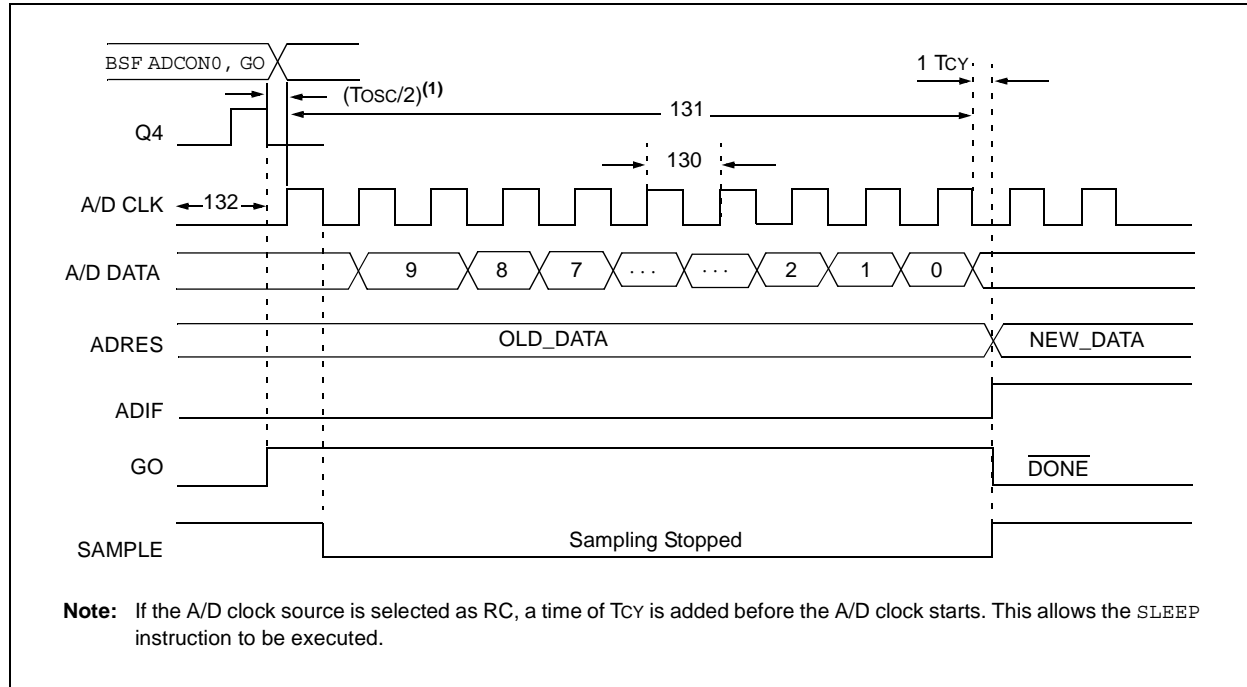 BSF ADCON0, GO
1 TCY
(TOSC/2)(1)
131
Q4
130
A/D CLK
132
A/D DATA
9 8 7 · · · · · · 2 1 0
ADRES
OLD_DATA
NEW_DATA
ADIF
GO
DONE
SAMPLE
Sampling Stopped
Note: If the A/D clock source is selected as RC, a time of TCY is added before the A/D clock starts. This allows the SLEEP
instruction to be executed.